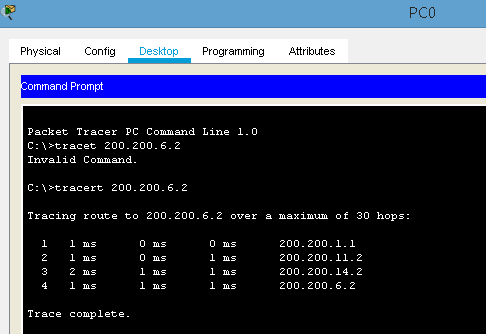 PC0
Physical Config Desktop Programming Attributes
Command Prompt
Packet Tracer PC Command Line 1.0
C:\>tracet 200.200.6.2
Invalid Command.
C:\>tracert 200.200.6.2
Tracing route to 200.200.6.2 over a maximum of 30 hops:
1 1 ms 0 ms 0 ms 200.200.1.1
2 1 ms 0 ms 1 ms 200.200.11.2
3 2 ms 1 ms 1 ms 200.200.14.2
4 1 ms 1 ms 1 ms 200.200.6.2
Trace complete.